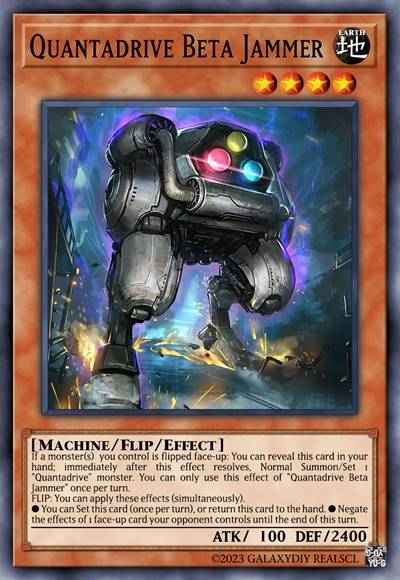 QUANTADRIVE BETA JAMMER
EARTH
地
[MACHINE/FLIP/EFFECT]
If a monster(s) you control is flipped face-up: You can reveal this card in your
hand; immediately after this effect resolves, Normal Summon/Set 1
"Quantadrive" monster. You can only use this effect of "Quantadrive Beta
Jammer" once per turn.
FLIP: You can apply these effects (simultaneously).
● You can Set this card (once per turn), or return this card to the hand. ● Negate
the effects of 1 face-up card your opponent controls until the end of this turn.
ATK/ 100 DEF/2400
©2023 GALAXYDIY REALSCL